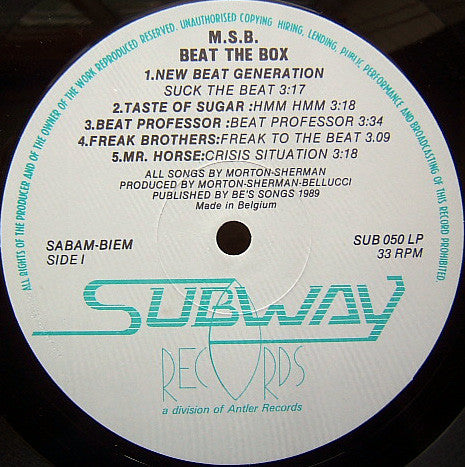 ALL RIGHTS OF THE PRODUCER AND OF THE OWNER OF THE WORK REPRODUCED RESERVED. UNAUTHORISED COPYING, HIRING, LENDING, PUBLIC PERFORMANCE AND BROADCASTING OF THIS RECORD PROHIBITED.
M.S.B.
BEAT THE BOX
1.NEW BEAT GENERATION
SUCK THE BEAT 3:17
2.TASTE OF SUGAR :HMM HMM 3:18
3.BEAT PROFESSOR :BEAT PROFESSOR 3:34
4.FREAK BROTHERS:FREAK TO THE BEAT 3.09
5.MR. HORSE:CRISIS SITUATION 3:18
ALL SONGS BY MORTON-SHERMAN
PRODUCED BY MORTON-SHERMAN-BELLUCCI
PUBLISHED BY BE'S SONGS 1989
Made in Belgium
SABAM-BIEM SUB 050 LP
SIDE I 33 RPM
SUBWAY
RECORDS
a division of Antler Records